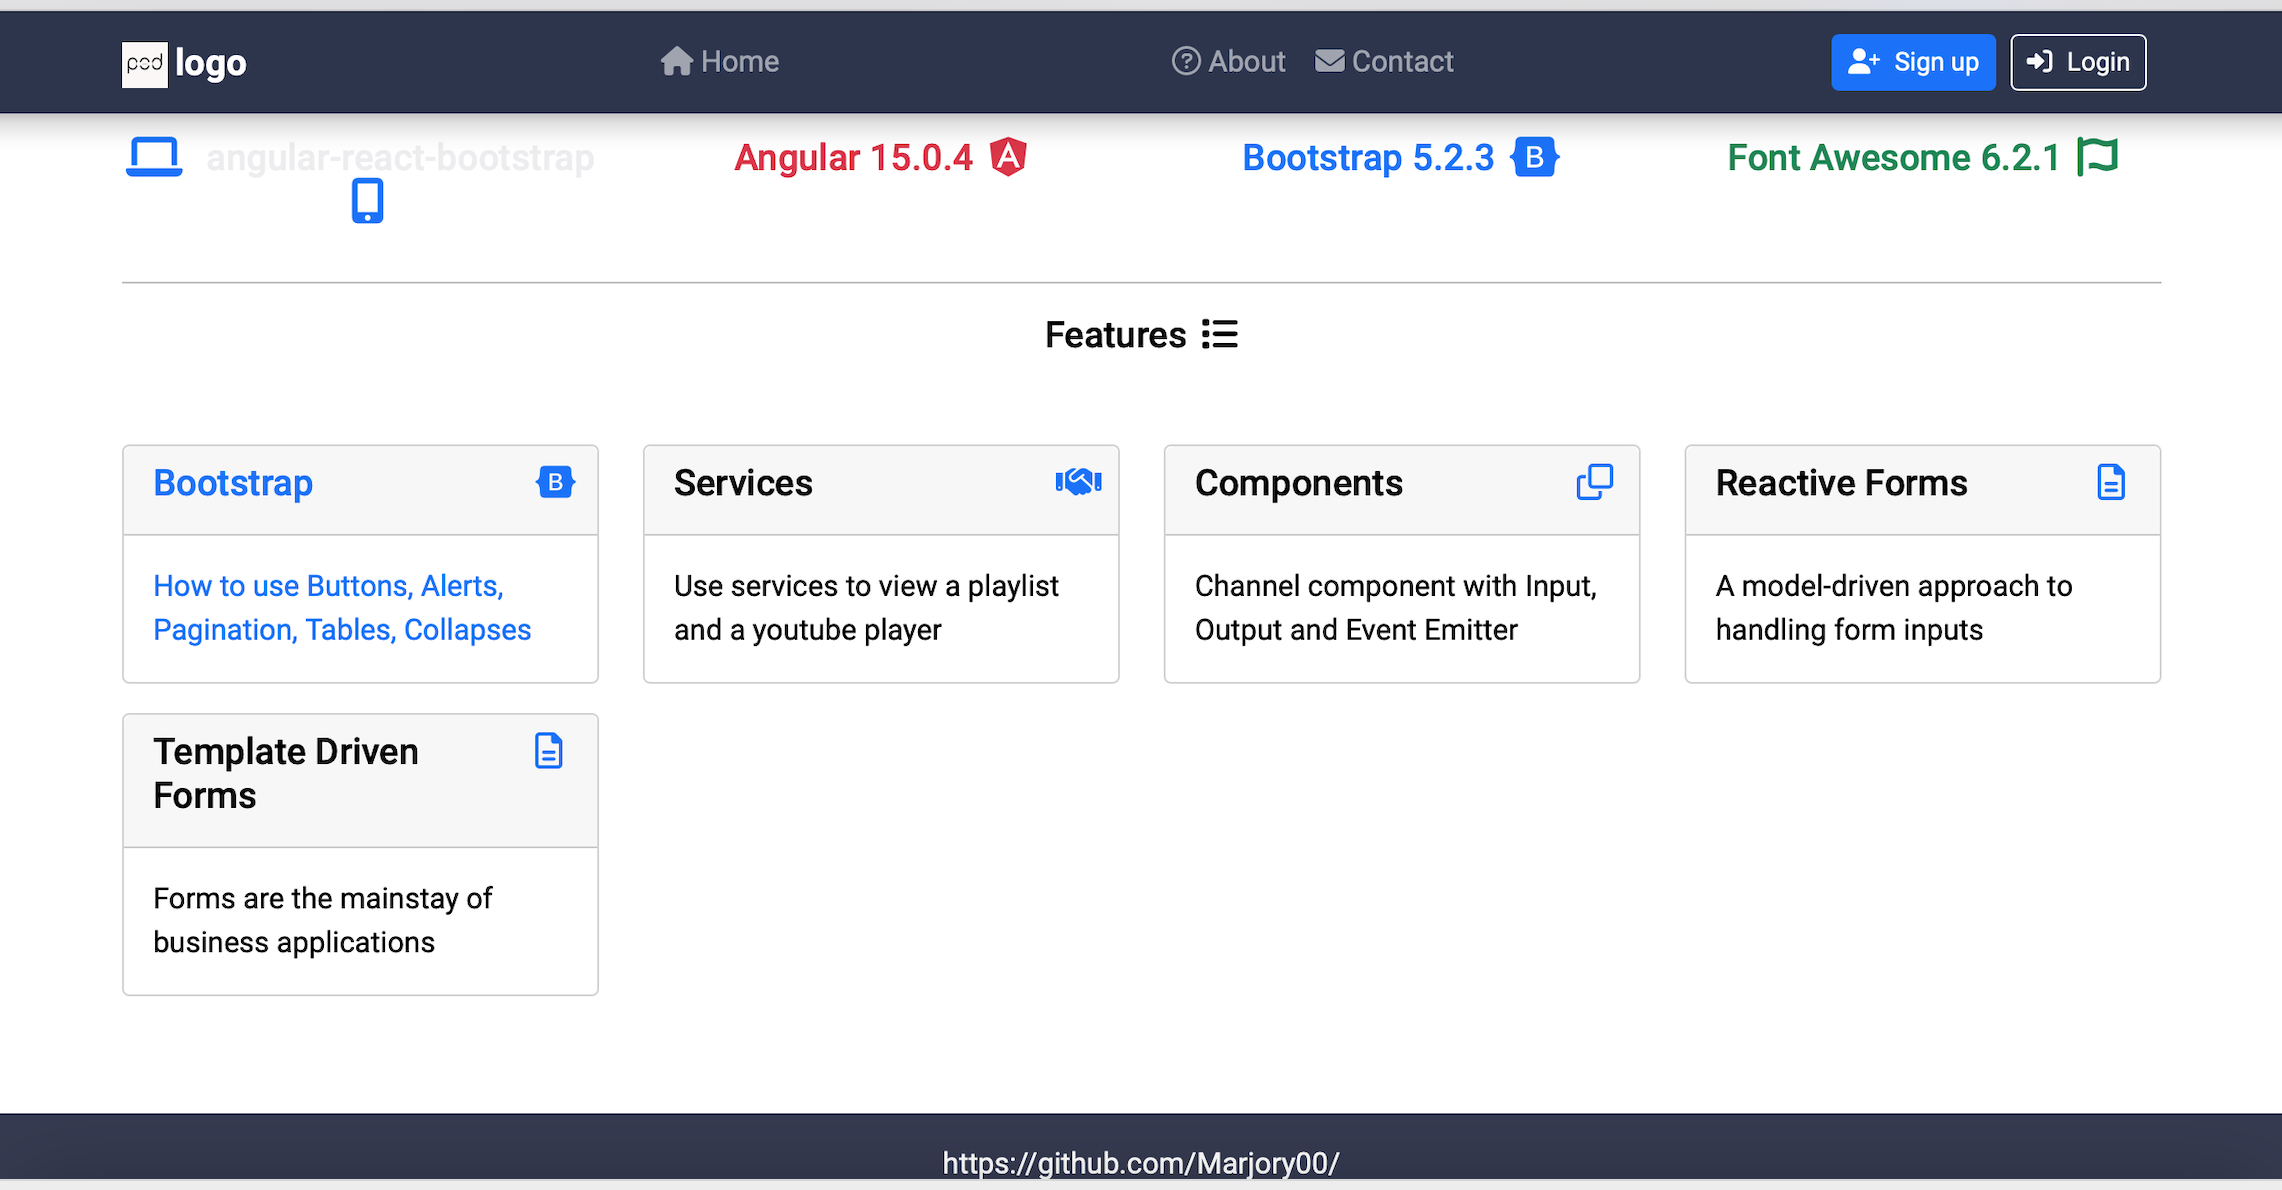 pod logo
Home
About
Contact
Sign up
Login
angular-react-bootstrap
Angular 15.0.4
Bootstrap 5.2.3
Font Awesome 6.2.1
Features
Bootstrap
How to use Buttons, Alerts,
Pagination, Tables, Collapses
Services
Use services to view a playlist
and a youtube player
Components
Channel component with Input,
Output and Event Emitter
Reactive Forms
A model-driven approach to
handling form inputs
Template Driven
Forms
Forms are the mainstay of
business applications
https://github.com/Marjory00/